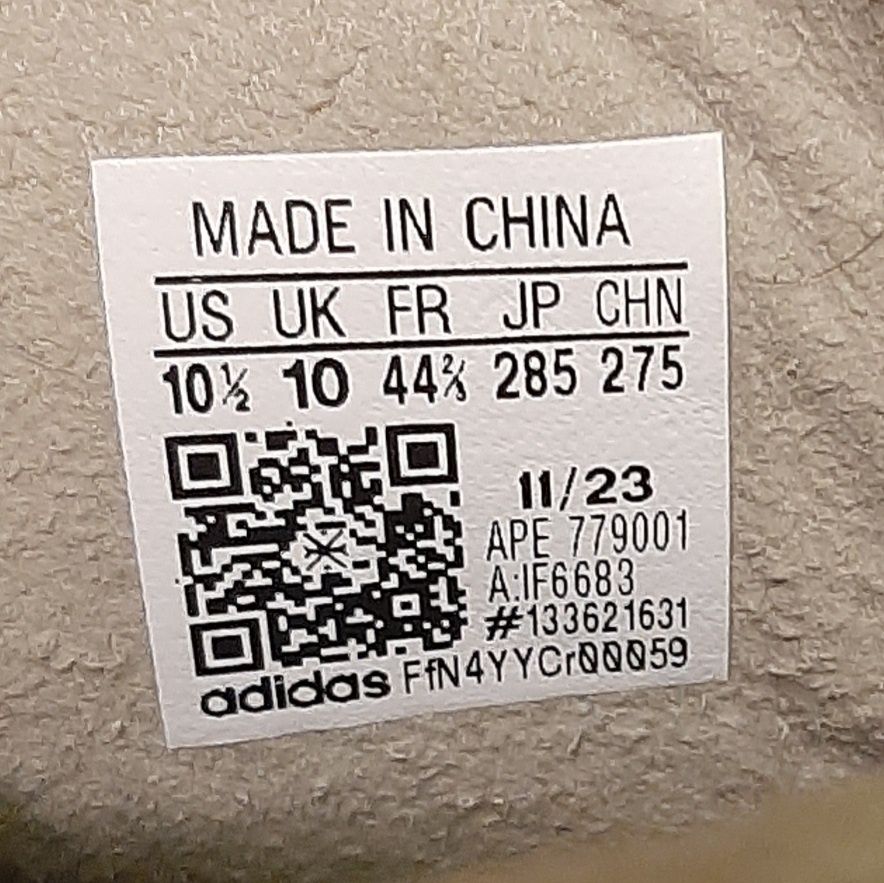 MADE IN CHINA
US UK FR JP CHN
10½ 10 44⅔ 285 275
11/23
APE 779001
A:IF6683
#133621631
adidas FfN4YYCr00059